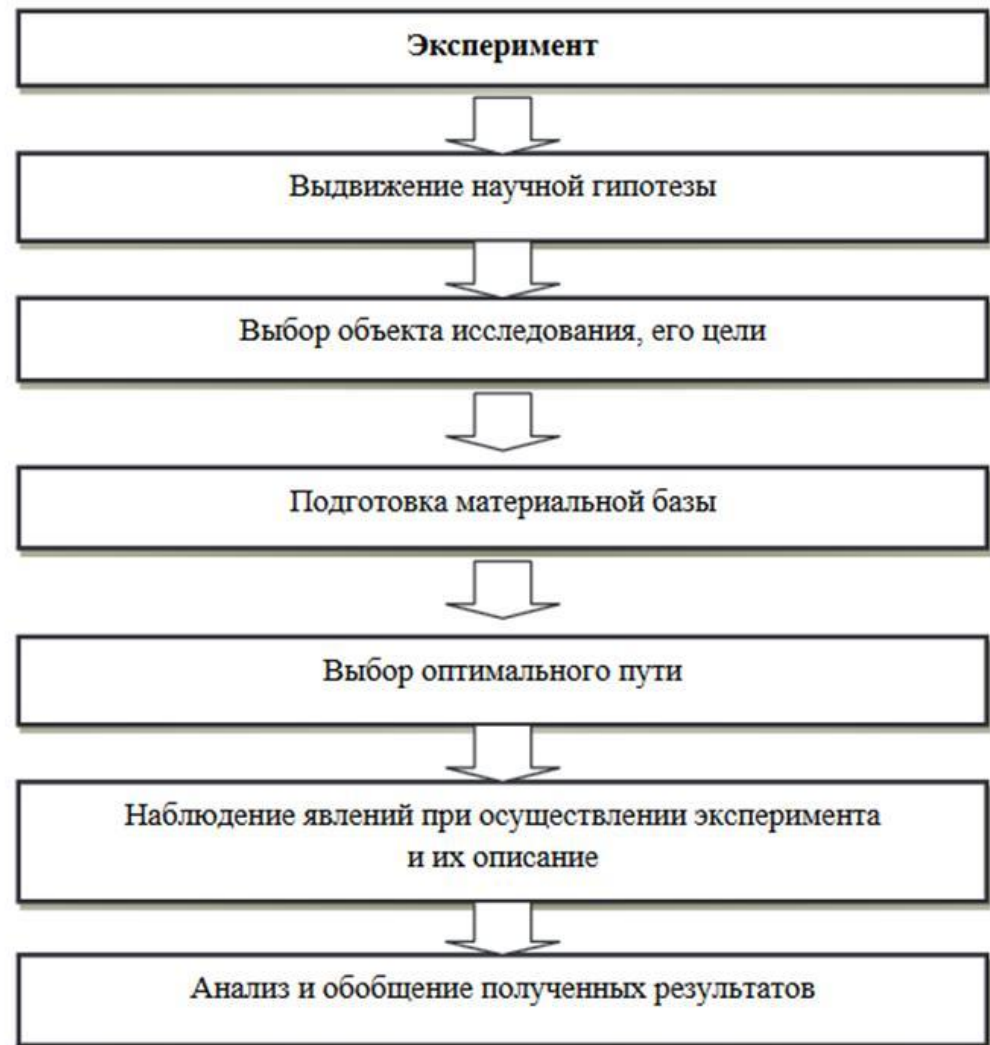 Эксперимент
Выдвижение научной гипотезы
Выбор объекта исследования, его цели
Подготовка материальной базы
Выбор оптимального пути
Наблюдение явлений при осуществлении эксперимента
и их описание
Анализ и обобщение полученных результатов